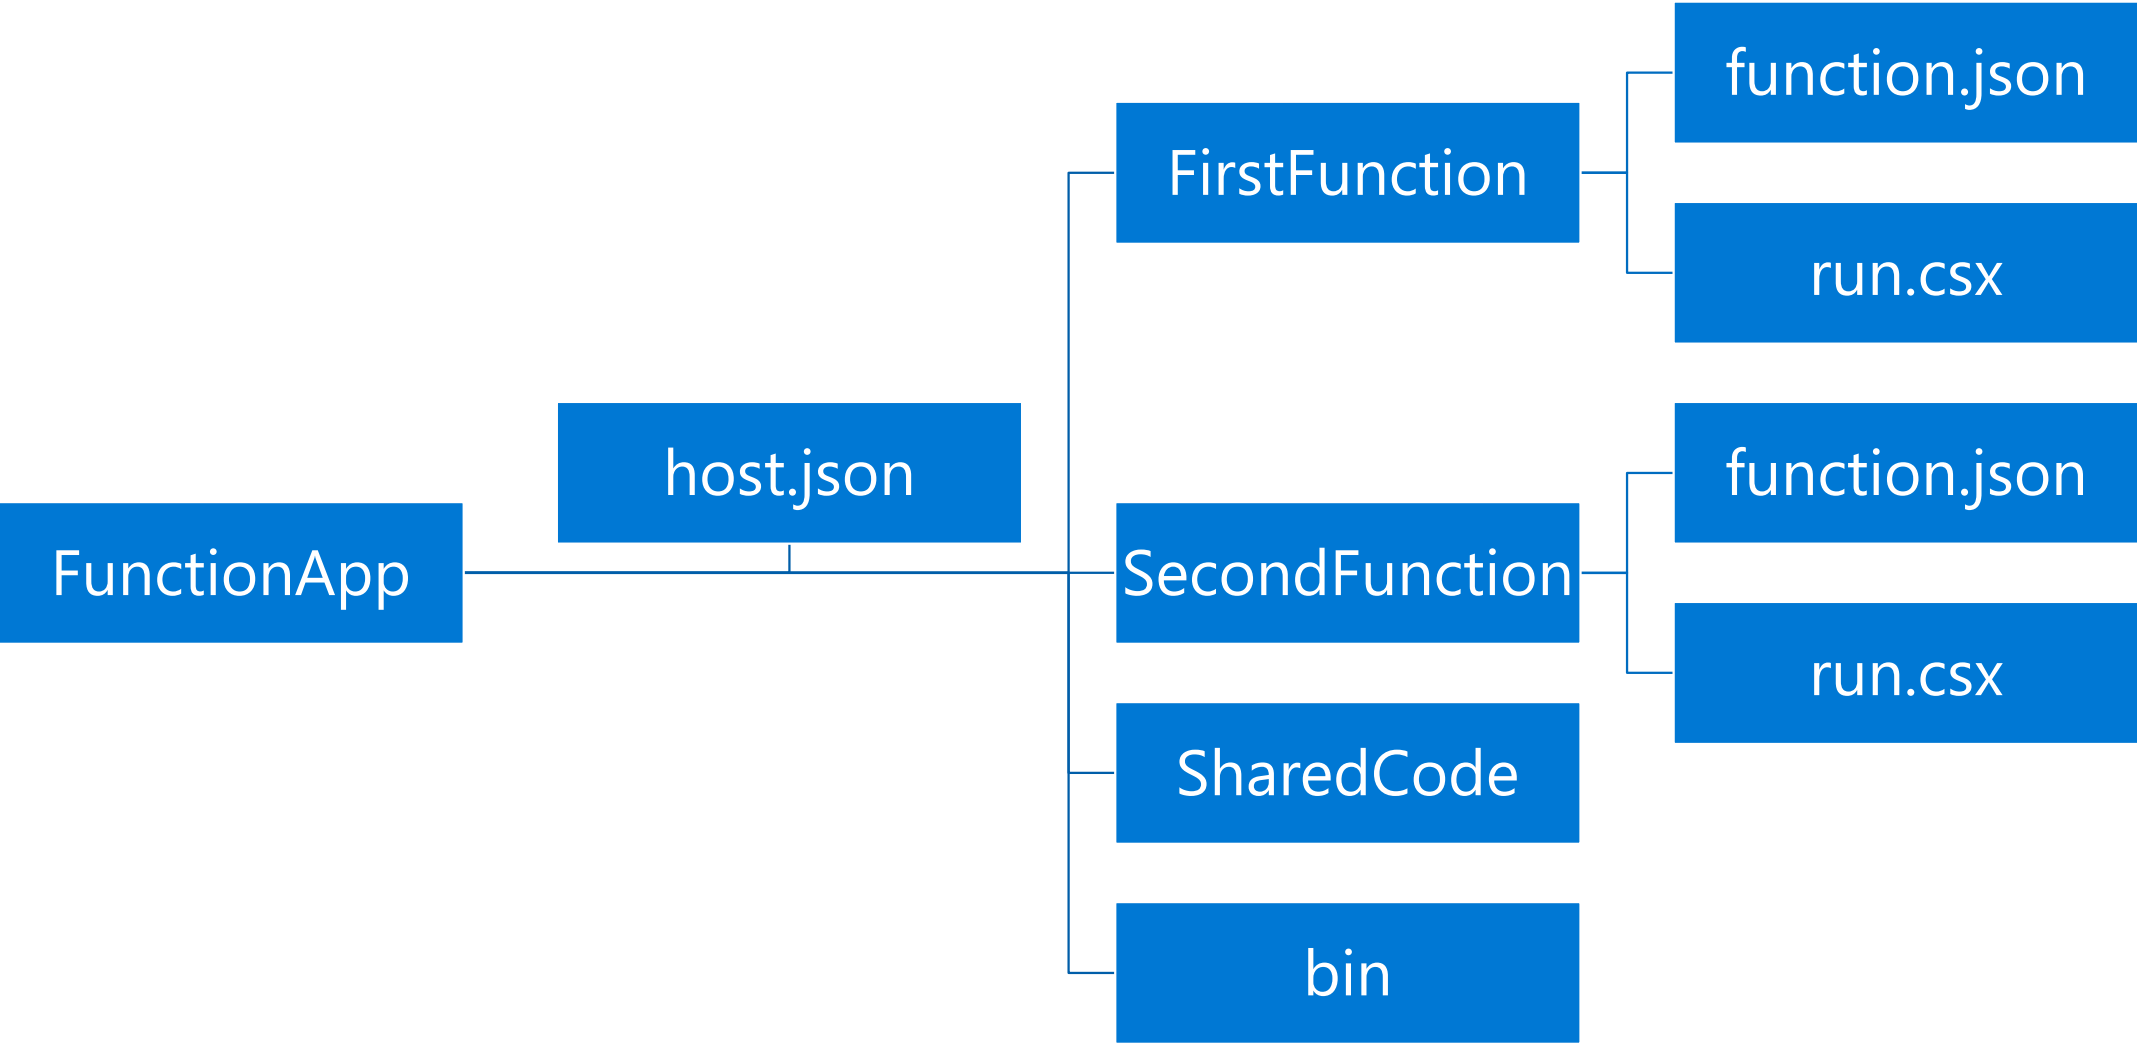 FunctionApp
host.json
FirstFunction
function.json
run.csx
SecondFunction
function.json
run.csx
SharedCode
bin